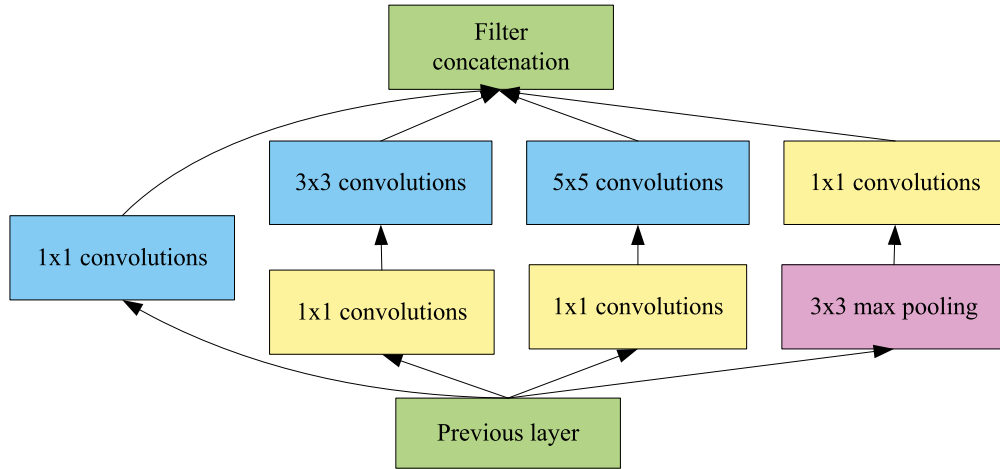 Filter
concatenation
3x3 convolutions
5x5 convolutions
1x1 convolutions
1x1 convolutions
1x1 convolutions
1x1 convolutions
3x3 max pooling
Previous layer